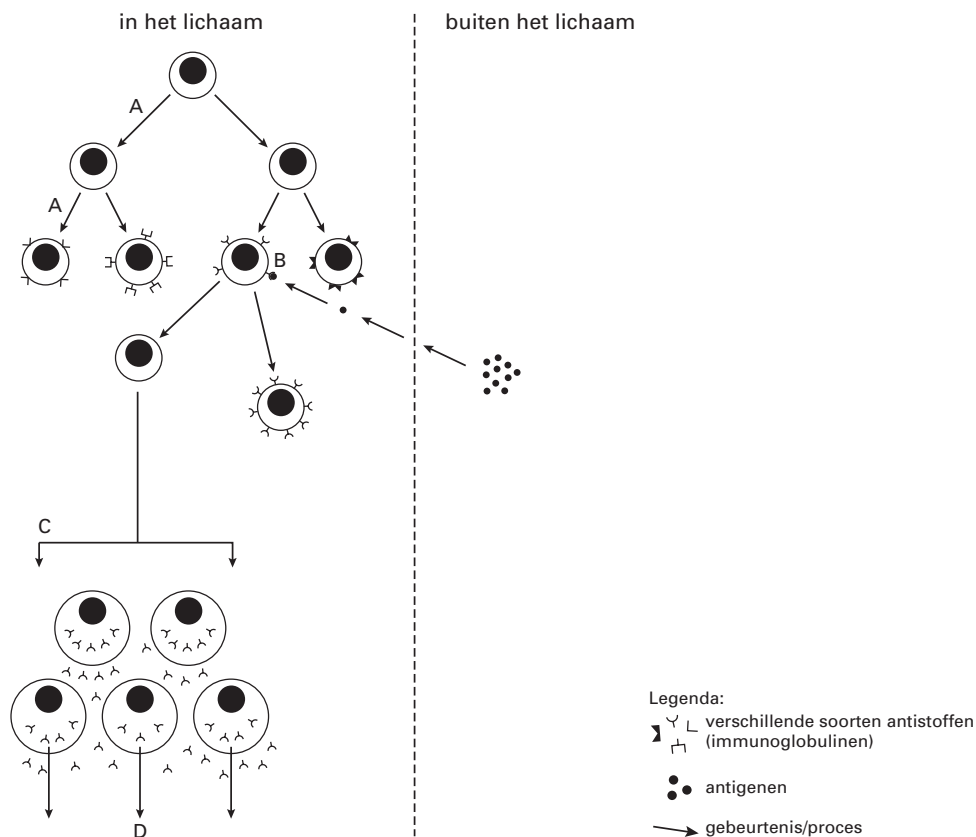 in het lichaam
buiten het lichaam
A
A
B
C
D
Legenda:
verschillende soorten antistoffen
(immunoglobulinen)
antigenen
gebeurtenis/proces